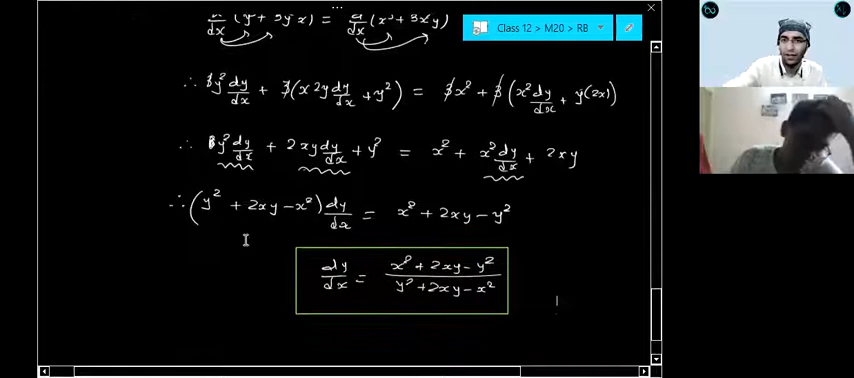 d/dx (y³ + 3y²x) = d/dx (x³ + 3x²y)
Class 12 > M20 > RB
∴ 3y² dy/dx + 3(x 2y dy/dx + y²) = 3x² + 3(x² dy/dx + y(2x))
∴ y² dy/dx + 2xy dy/dx + y² = x² + x² dy/dx + 2xy
∴ (y² + 2xy - x²) dy/dx = x² + 2xy - y²
dy/dx = x² + 2xy - y² / y² + 2xy - x²